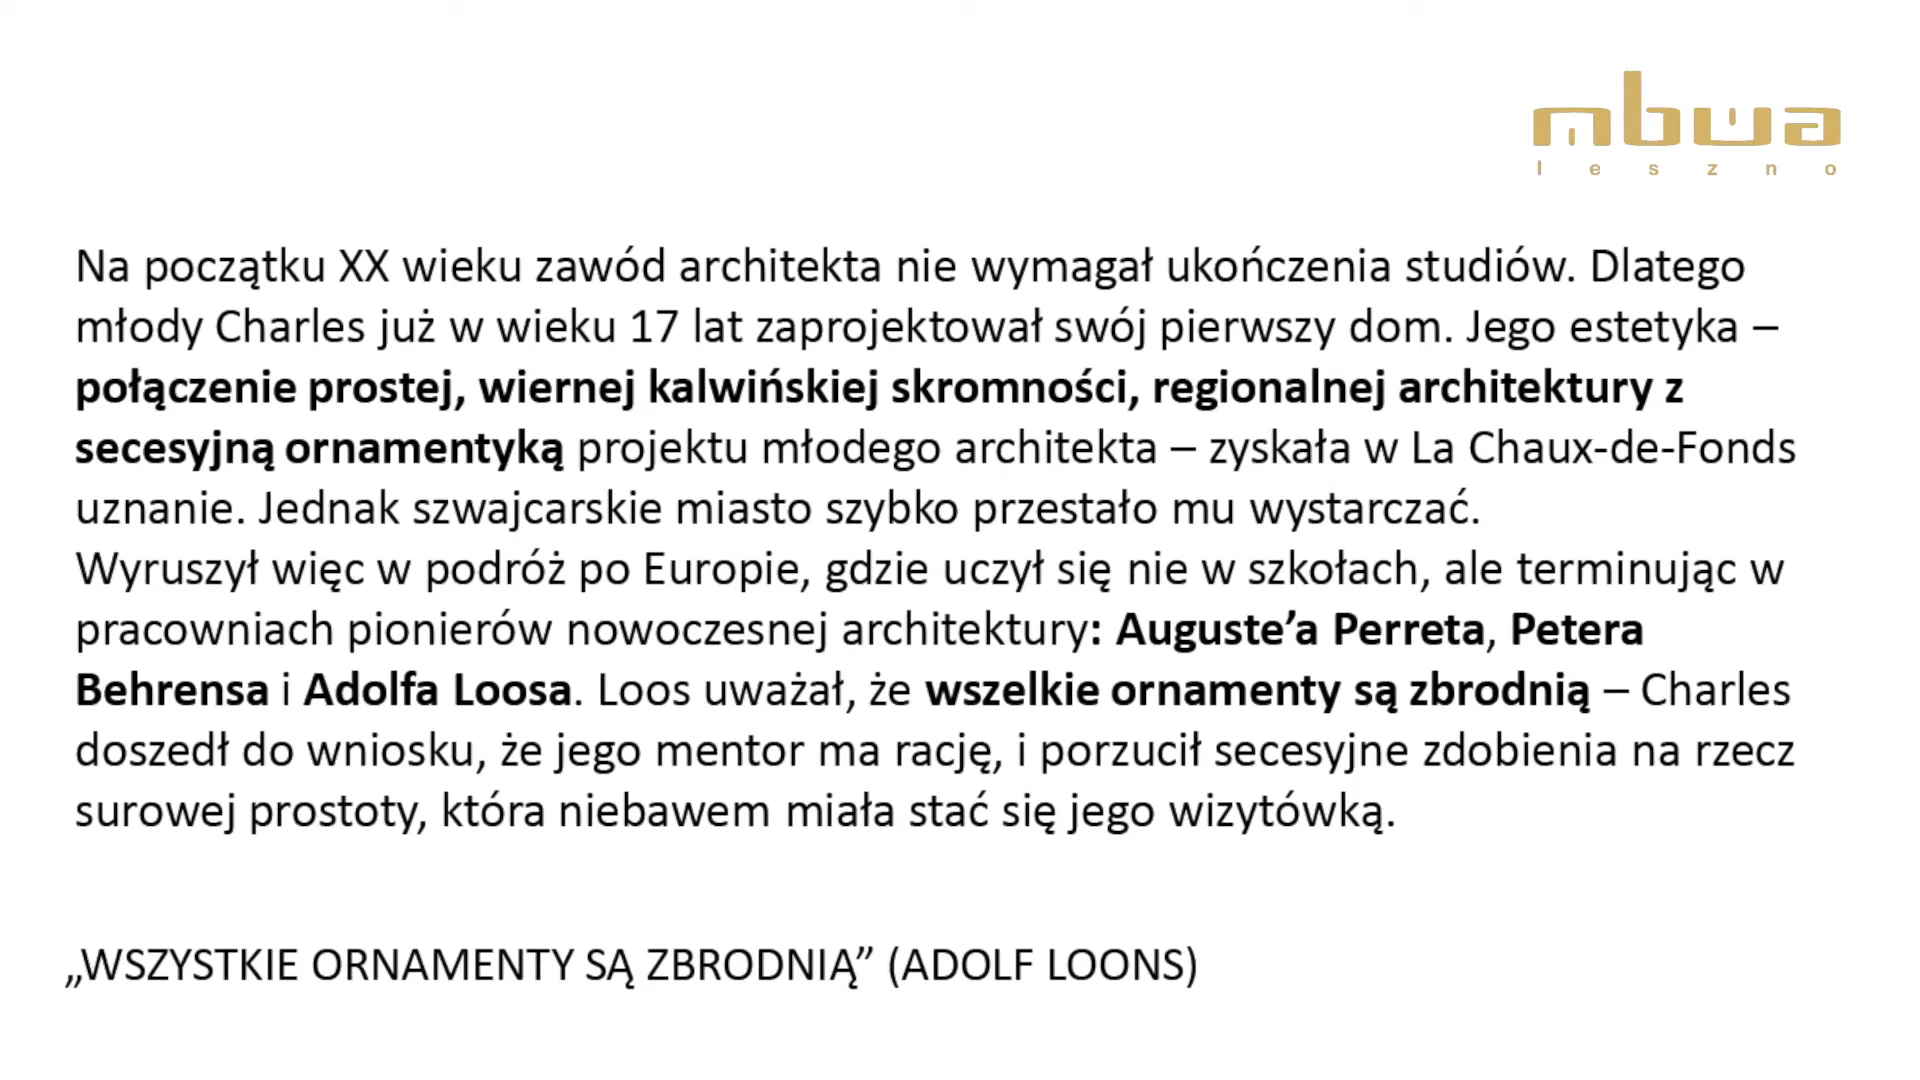 mbwa
leszno
Na początku XX wieku zawód architekta nie wymagał ukończenia studiów. Dlatego
młody Charles już w wieku 17 lat zaprojektował swój pierwszy dom. Jego estetyka –
połączenie prostej, wiernej kalwińskiej skromności, regionalnej architektury z
secesyjną ornamentyką projektu młodego architekta – zyskała w La Chaux-de-Fonds
uznanie. Jednak szwajcarskie miasto szybko przestało mu wystarczać.
Wyruszył więc w podróż po Europie, gdzie uczył się nie w szkołach, ale terminując w
pracowniach pionierów nowoczesnej architektury: Auguste’a Perreta, Petera
Behrensa i Adolfa Loosa. Loos uważał, że wszelkie ornamenty są zbrodnią – Charles
doszedł do wniosku, że jego mentor ma rację, i porzucił secesyjne zdobienia na rzecz
surowej prostoty, która niebawem miała stać się jego wizytówką.
„WSZYSTKIE ORNAMENTY SĄ ZBRODNIĄ” (ADOLF LOONS)